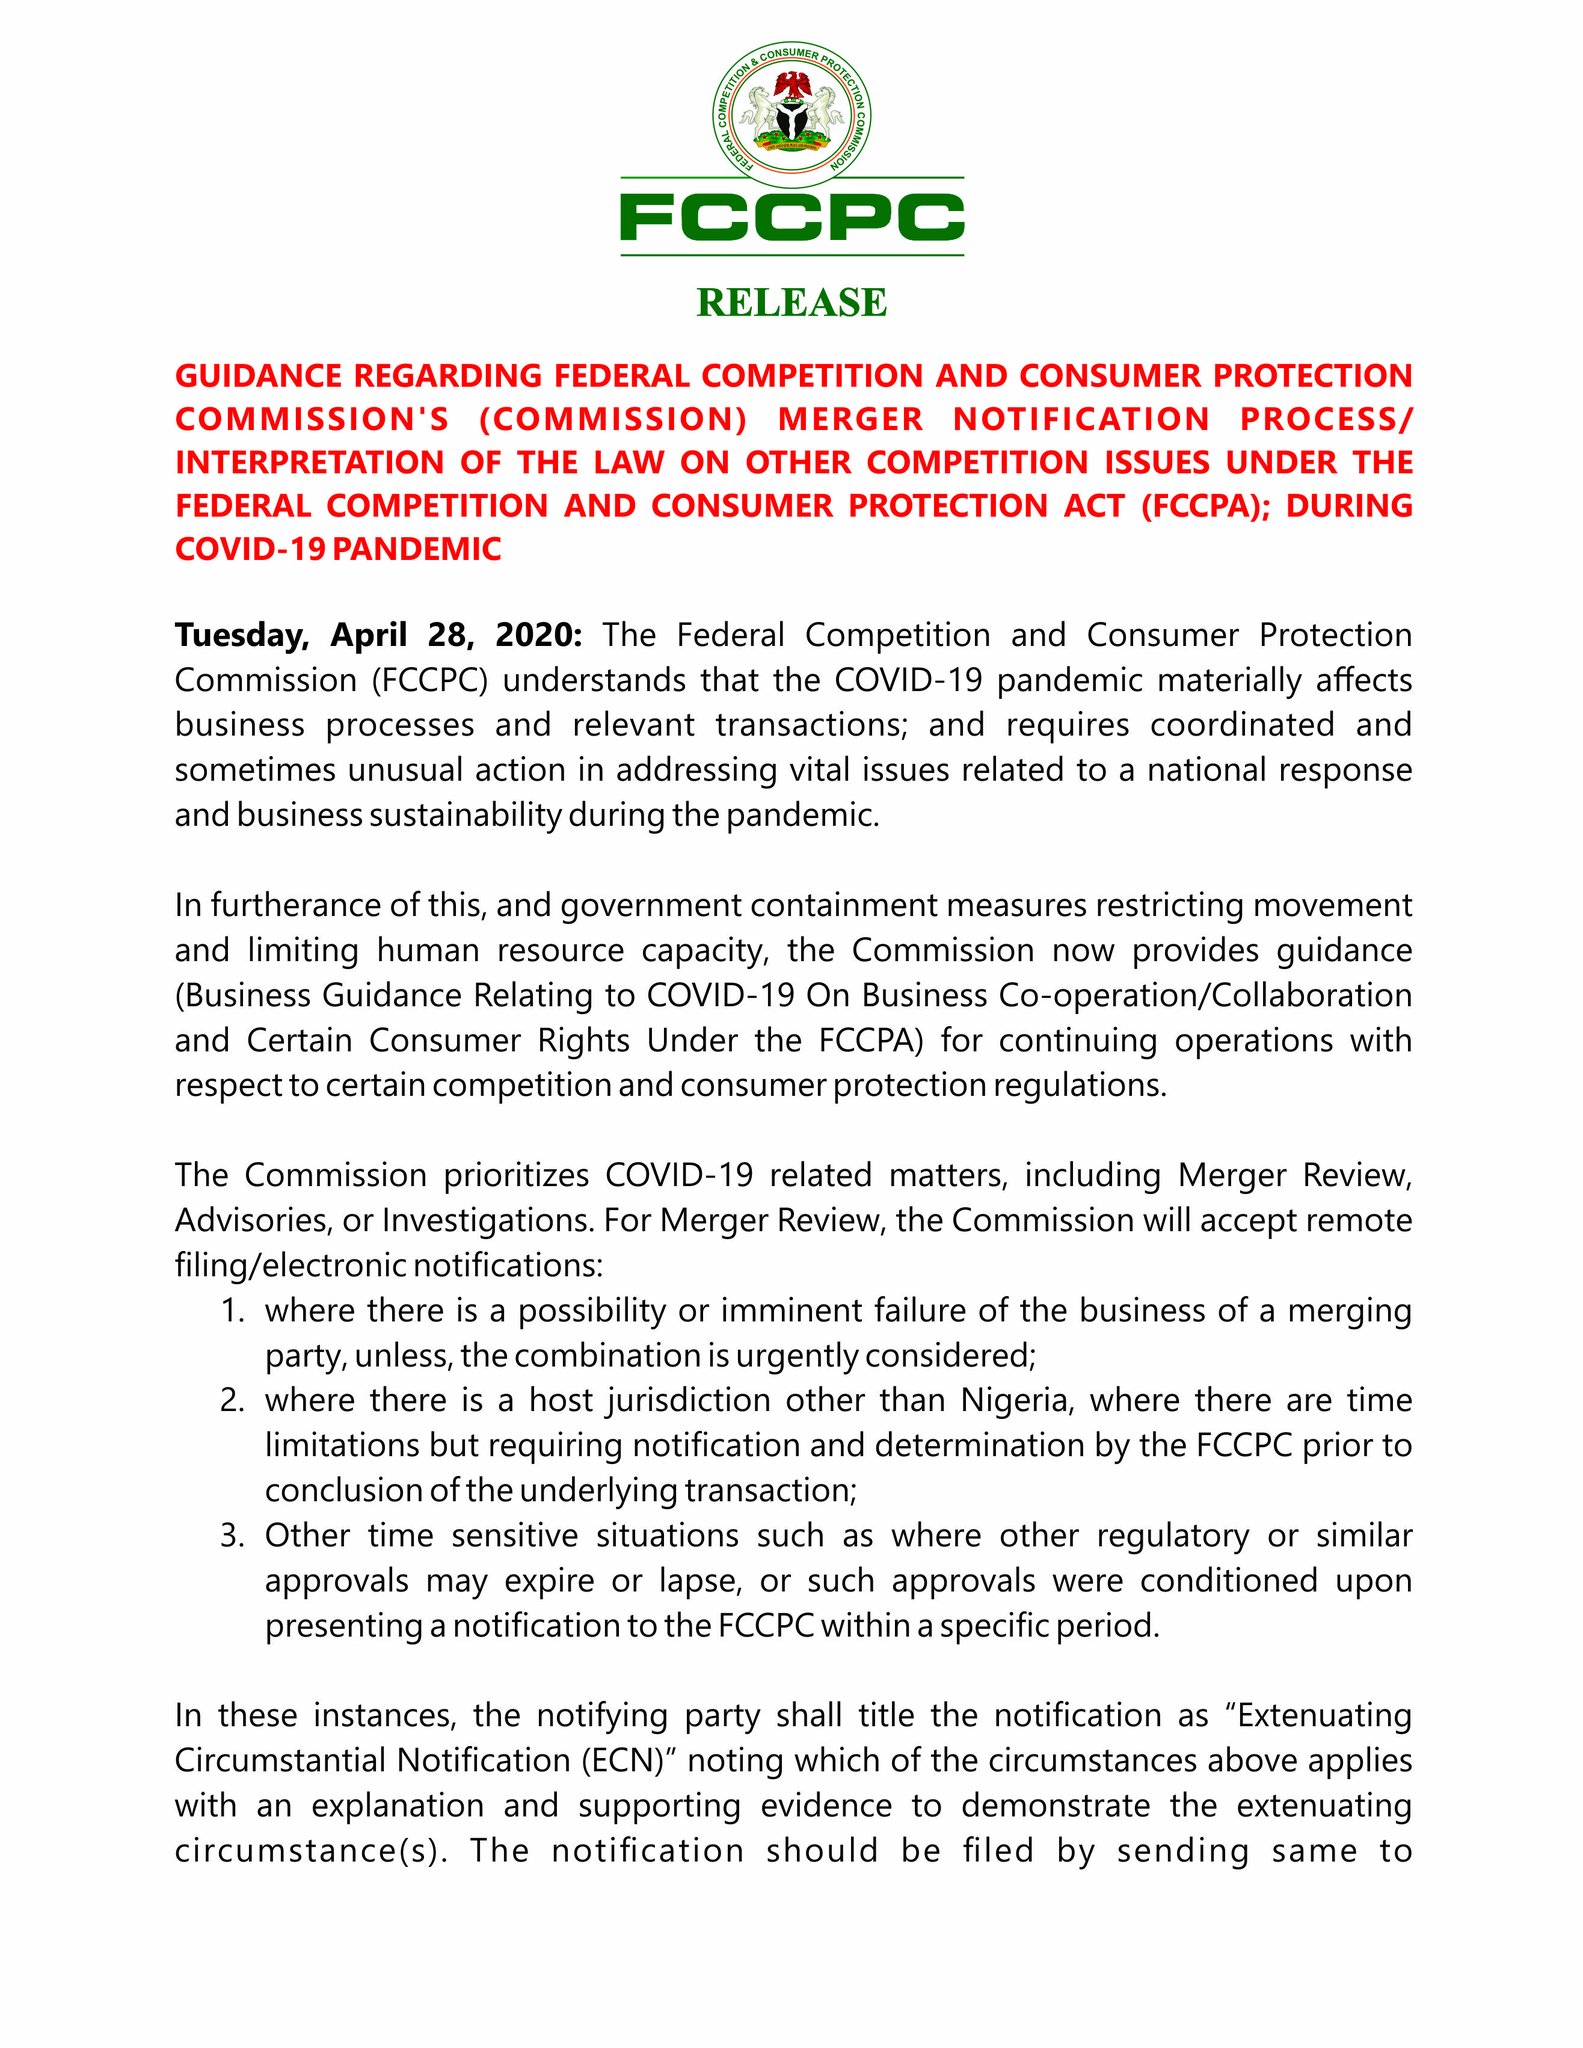 FEDERAL COMPETITION & CONSUMER PROTECTION COMMISSION
FCCPC
RELEASE
GUIDANCE REGARDING FEDERAL COMPETITION AND CONSUMER PROTECTION
COMMISSION'S (COMMISSION) MERGER NOTIFICATION PROCESS/
INTERPRETATION OF THE LAW ON OTHER COMPETITION ISSUES UNDER THE
FEDERAL COMPETITION AND CONSUMER PROTECTION ACT (FCCPA); DURING
COVID-19 PANDEMIC
Tuesday, April 28, 2020: The Federal Competition and Consumer Protection
Commission (FCCPC) understands that the COVID-19 pandemic materially affects
business processes and relevant transactions; and requires coordinated and
sometimes unusual action in addressing vital issues related to a national response
and business sustainability during the pandemic.
In furtherance of this, and government containment measures restricting movement
and limiting human resource capacity, the Commission now provides guidance
(Business Guidance Relating to COVID-19 On Business Co-operation/Collaboration
and Certain Consumer Rights Under the FCCPA) for continuing operations with
respect to certain competition and consumer protection regulations.
The Commission prioritizes COVID-19 related matters, including Merger Review,
Advisories, or Investigations. For Merger Review, the Commission will accept remote
filing/electronic notifications:
1. where there is a possibility or imminent failure of the business of a merging
party, unless, the combination is urgently considered;
2. where there is a host jurisdiction other than Nigeria, where there are time
limitations but requiring notification and determination by the FCCPC prior to
conclusion of the underlying transaction;
3. Other time sensitive situations such as where other regulatory or similar
approvals may expire or lapse, or such approvals were conditioned upon
presenting a notification to the FCCPC within a specific period.
In these instances, the notifying party shall title the notification as “Extenuating
Circumstantial Notification (ECN)” noting which of the circumstances above applies
with an explanation and supporting evidence to demonstrate the extenuating
circumstance(s). The notification should be filed by sending same to